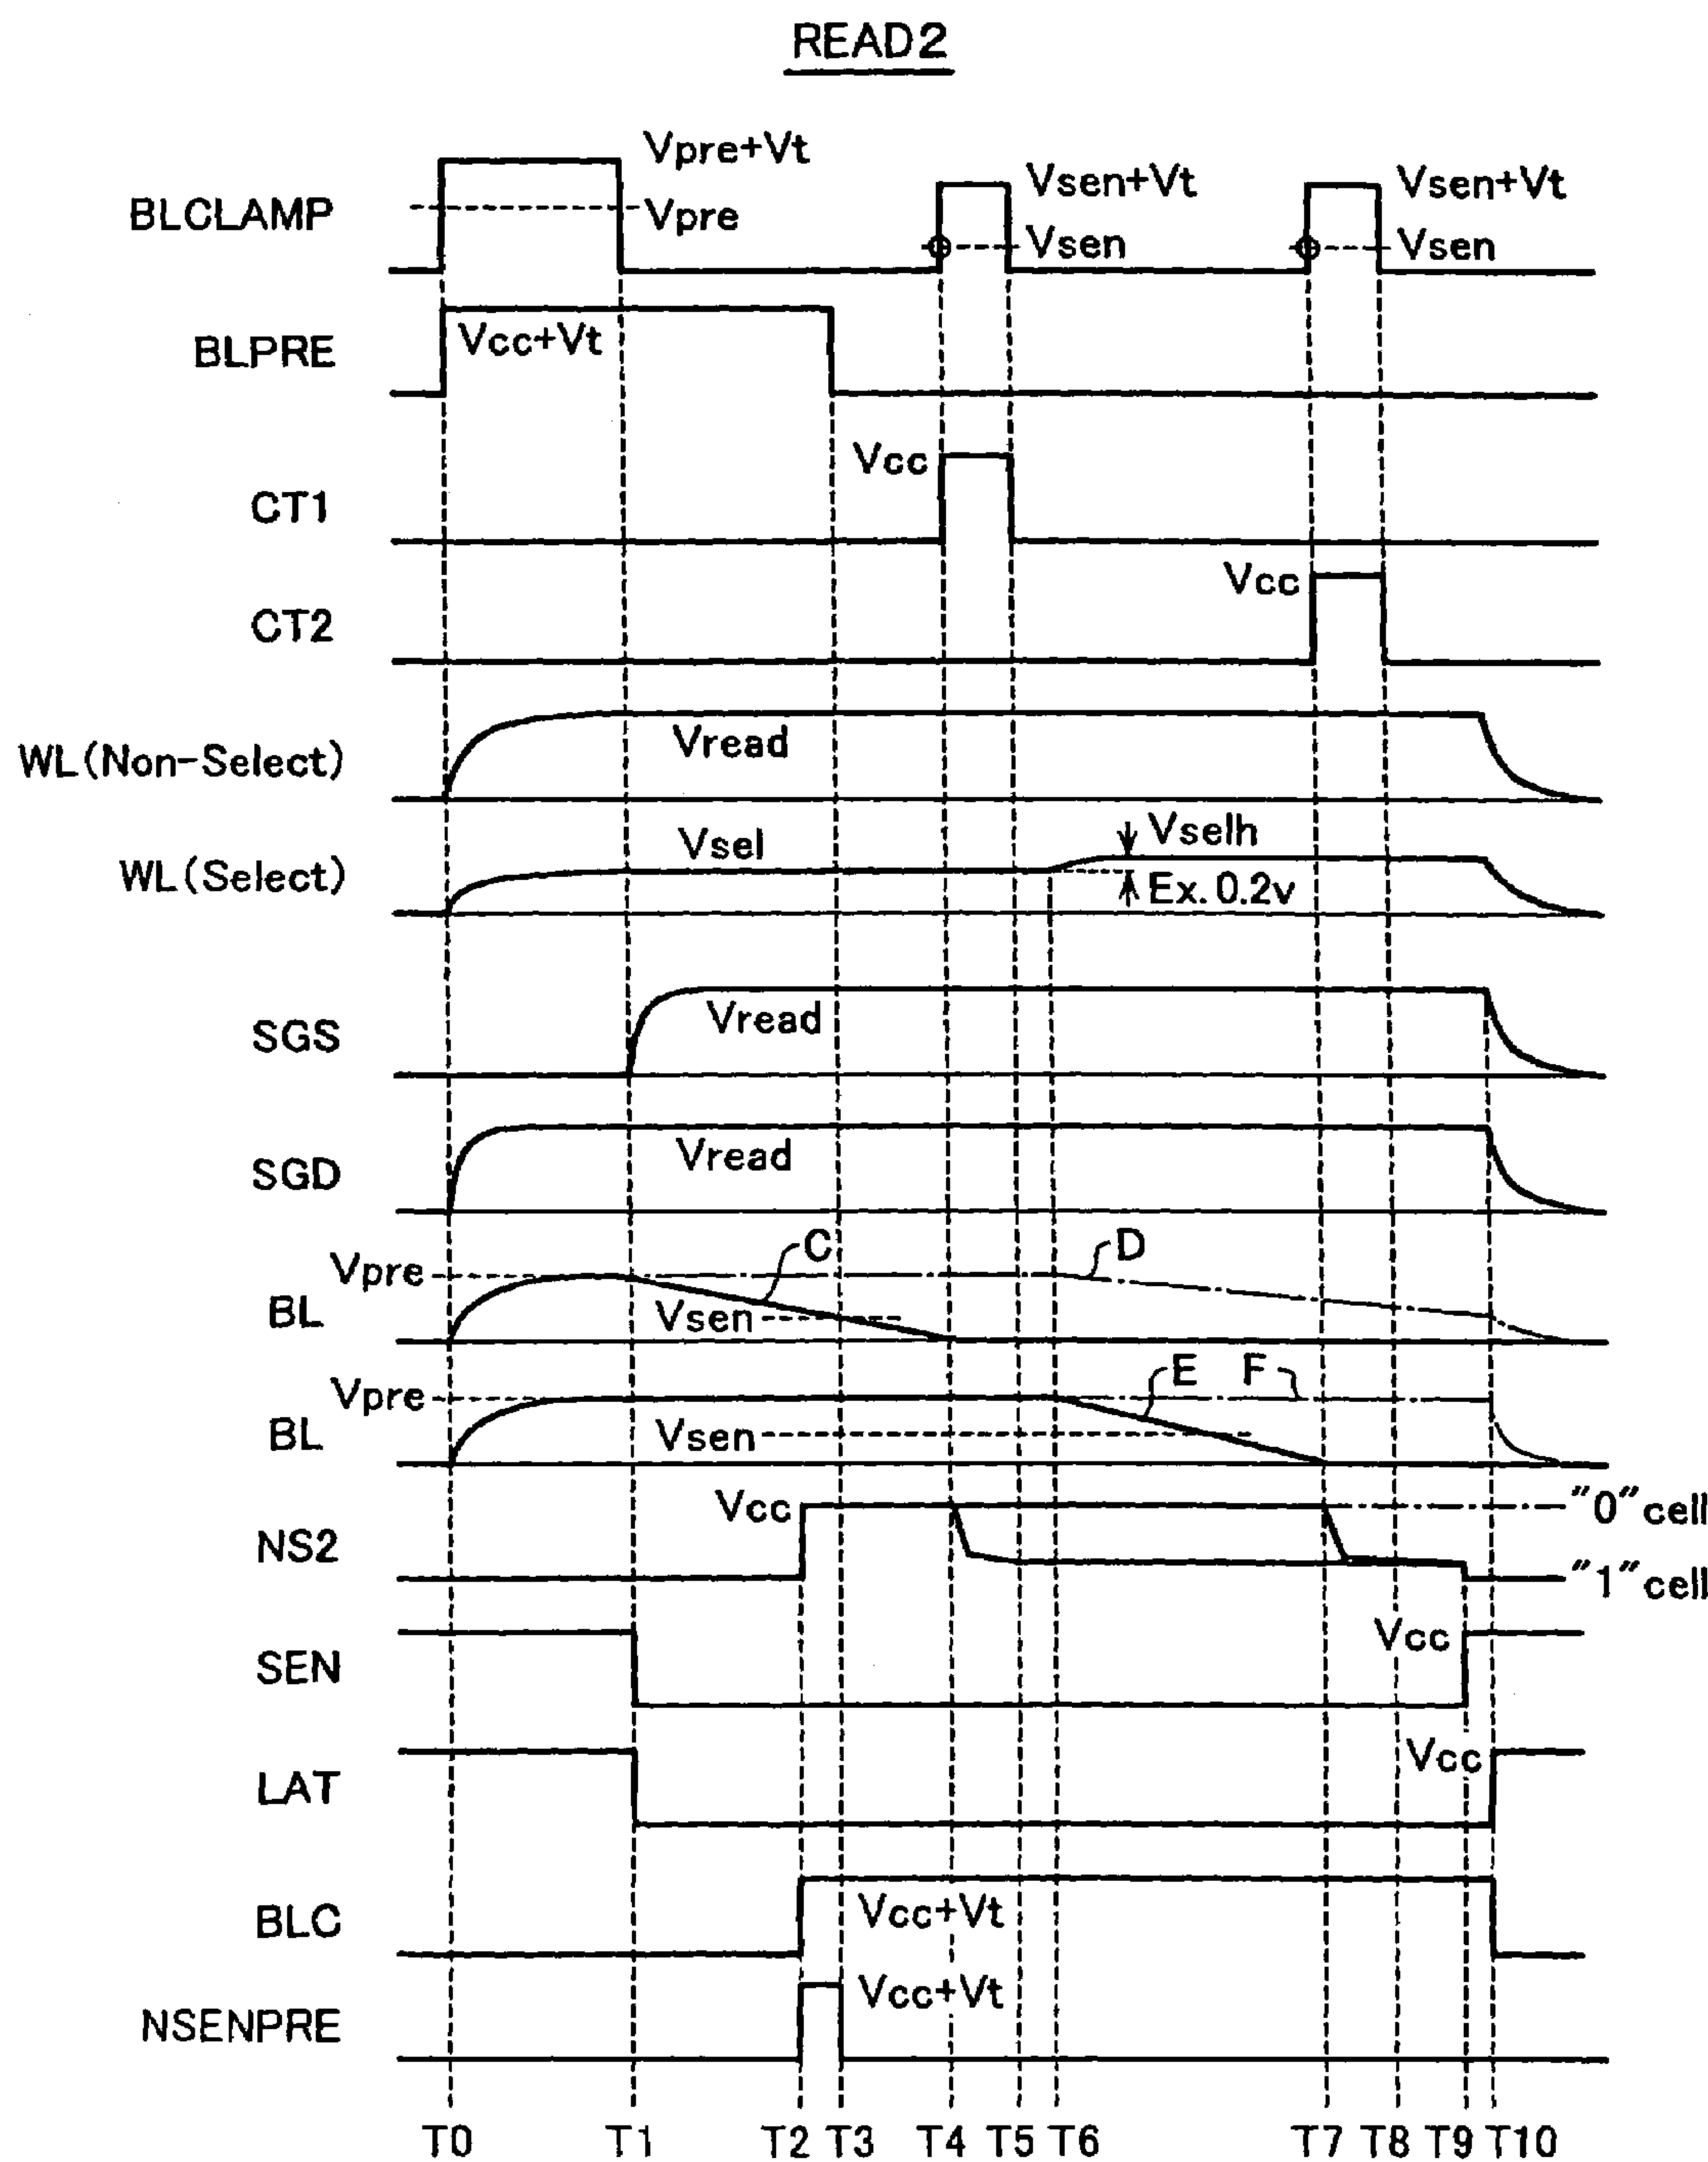 READ2
Vpre+Vt
BLCLAMP
Vpre
Vsen+Vt
Vsen
Vsen+Vt
Vsen
BLPRE
Vcc+Vt
CT1
Vcc
CT2
Vcc
WL(Non-Select)
Vread
WL(Select)
Vsel
Vselh
Ex. 0.2v
SGS
Vread
SGD
Vread
Vpre
C
D
BL
Vsen
Vpre
E
F
BL
Vsen
NS2
Vcc
"0"cell
"1"cell
SEN
Vcc
LAT
Vcc
BLC
Vcc+Vt
NSENPRE
Vcc+Vt
T0 T1 T2 T3 T4 T5 T6 T7 T8 T9 T10